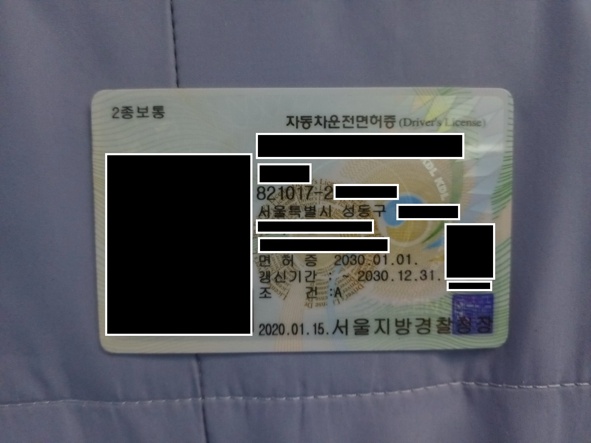 2종보통
자동차운전면허증 (Driver's License)
821017-2
서울특별시 성동구
면 허 증 2030.01.01.
갱신기간 : ~ 2030.12.31.
조 건 :A
2020.01.15. 서울지방경찰청장